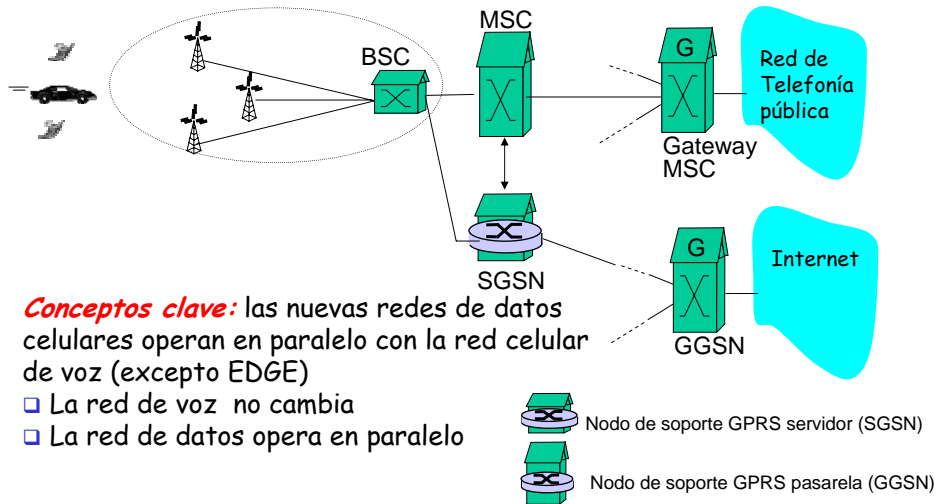 MSC
BSC
G
Red de
Telefonía
pública
Gateway
MSC
SGSN
G
Internet
GGSN
Conceptos clave: las nuevas redes de datos
celulares operan en paralelo con la red celular
de voz (excepto EDGE)
La red de voz no cambia
La red de datos opera en paralelo
Nodo de soporte GPRS servidor (SGSN)
Nodo de soporte GPRS pasarela (GGSN)